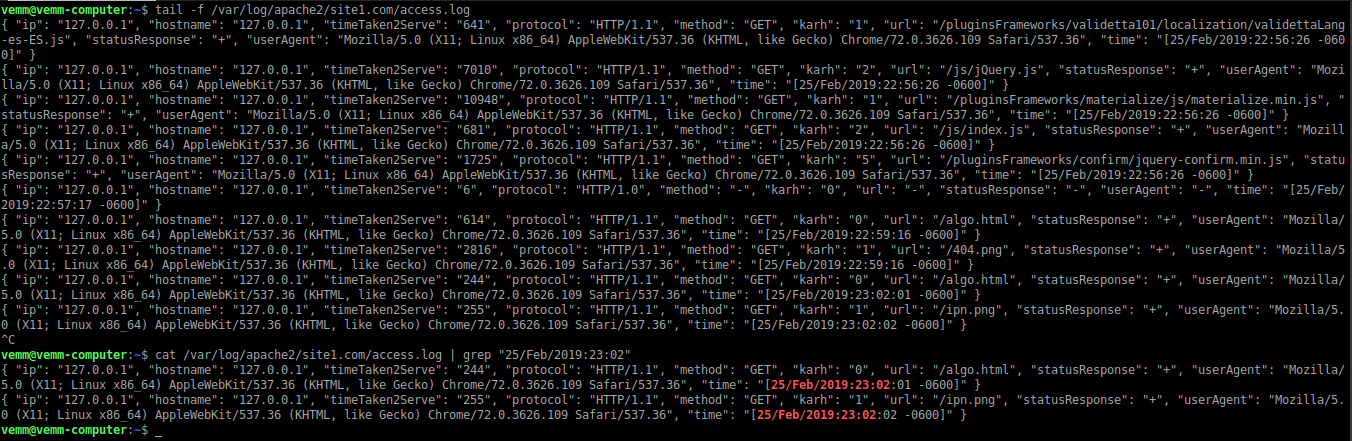 vemm@vemm-computer:~$ tail -f /var/log/apache2/site1.com/access.log
{ "ip": "127.0.0.1", "hostname": "127.0.0.1", "timeTaken2Serve": "641", "protocol": "HTTP/1.1", "method": "GET", "karh": "1", "url": "/pluginsFrameworks/validetta101/localization/validettaLang
-es-ES.js", "statusResponse": "+", "userAgent": "Mozilla/5.0 (X11; Linux x86_64) AppleWebKit/537.36 (KHTML, like Gecko) Chrome/72.0.3626.109 Safari/537.36", "time": "[25/Feb/2019:22:56:26 -060
0]" }
{ "ip": "127.0.0.1", "hostname": "127.0.0.1", "timeTaken2Serve": "7010", "protocol": "HTTP/1.1", "method": "GET", "karh": "2", "url": "/js/jQuery.js", "statusResponse": "+", "userAgent": "Mozi
lla/5.0 (X11; Linux x86_64) AppleWebKit/537.36 (KHTML, like Gecko) Chrome/72.0.3626.109 Safari/537.36", "time": "[25/Feb/2019:22:56:26 -0600]" }
{ "ip": "127.0.0.1", "hostname": "127.0.0.1", "timeTaken2Serve": "10948", "protocol": "HTTP/1.1", "method": "GET", "karh": "1", "url": "/pluginsFrameworks/materialize/js/materialize.min.js", "
statusResponse": "+", "userAgent": "Mozilla/5.0 (X11; Linux x86_64) AppleWebKit/537.36 (KHTML, like Gecko) Chrome/72.0.3626.109 Safari/537.36", "time": "[25/Feb/2019:22:56:26 -0600]" }
{ "ip": "127.0.0.1", "hostname": "127.0.0.1", "timeTaken2Serve": "681", "protocol": "HTTP/1.1", "method": "GET", "karh": "2", "url": "/js/index.js", "statusResponse": "+", "userAgent": "Mozill
a/5.0 (X11; Linux x86_64) AppleWebKit/537.36 (KHTML, like Gecko) Chrome/72.0.3626.109 Safari/537.36", "time": "[25/Feb/2019:22:56:26 -0600]" }
{ "ip": "127.0.0.1", "hostname": "127.0.0.1", "timeTaken2Serve": "1725", "protocol": "HTTP/1.1", "method": "GET", "karh": "5", "url": "/pluginsFrameworks/confirm/jquery-confirm.min.js", "statu
sResponse": "+", "userAgent": "Mozilla/5.0 (X11; Linux x86_64) AppleWebKit/537.36 (KHTML, like Gecko) Chrome/72.0.3626.109 Safari/537.36", "time": "[25/Feb/2019:22:56:26 -0600]" }
{ "ip": "127.0.0.1", "hostname": "127.0.0.1", "timeTaken2Serve": "6", "protocol": "HTTP/1.0", "method": "-", "karh": "0", "url": "-", "statusResponse": "-", "userAgent": "-", "time": "[25/Feb/
2019:22:57:17 -0600]" }
{ "ip": "127.0.0.1", "hostname": "127.0.0.1", "timeTaken2Serve": "614", "protocol": "HTTP/1.1", "method": "GET", "karh": "0", "url": "/algo.html", "statusResponse": "+", "userAgent": "Mozilla/
5.0 (X11; Linux x86_64) AppleWebKit/537.36 (KHTML, like Gecko) Chrome/72.0.3626.109 Safari/537.36", "time": "[25/Feb/2019:22:59:16 -0600]" }
{ "ip": "127.0.0.1", "hostname": "127.0.0.1", "timeTaken2Serve": "2816", "protocol": "HTTP/1.1", "method": "GET", "karh": "1", "url": "/404.png", "statusResponse": "+", "userAgent": "Mozilla/5
.0 (X11; Linux x86_64) AppleWebKit/537.36 (KHTML, like Gecko) Chrome/72.0.3626.109 Safari/537.36", "time": "[25/Feb/2019:22:59:16 -0600]" }
{ "ip": "127.0.0.1", "hostname": "127.0.0.1", "timeTaken2Serve": "244", "protocol": "HTTP/1.1", "method": "GET", "karh": "0", "url": "/algo.html", "statusResponse": "+", "userAgent": "Mozilla/
5.0 (X11; Linux x86_64) AppleWebKit/537.36 (KHTML, like Gecko) Chrome/72.0.3626.109 Safari/537.36", "time": "[25/Feb/2019:23:02:01 -0600]" }
{ "ip": "127.0.0.1", "hostname": "127.0.0.1", "timeTaken2Serve": "255", "protocol": "HTTP/1.1", "method": "GET", "karh": "1", "url": "/ipn.png", "statusResponse": "+", "userAgent": "Mozilla/5.
0 (X11; Linux x86_64) AppleWebKit/537.36 (KHTML, like Gecko) Chrome/72.0.3626.109 Safari/537.36", "time": "[25/Feb/2019:23:02:02 -0600]" }
^C
vemm@vemm-computer:~$ cat /var/log/apache2/site1.com/access.log | grep "25/Feb/2019:23:02"
{ "ip": "127.0.0.1", "hostname": "127.0.0.1", "timeTaken2Serve": "244", "protocol": "HTTP/1.1", "method": "GET", "karh": "0", "url": "/algo.html", "statusResponse": "+", "userAgent": "Mozilla/
5.0 (X11; Linux x86_64) AppleWebKit/537.36 (KHTML, like Gecko) Chrome/72.0.3626.109 Safari/537.36", "time": "[25/Feb/2019:23:02:01 -0600]" }
{ "ip": "127.0.0.1", "hostname": "127.0.0.1", "timeTaken2Serve": "255", "protocol": "HTTP/1.1", "method": "GET", "karh": "1", "url": "/ipn.png", "statusResponse": "+", "userAgent": "Mozilla/5.
0 (X11; Linux x86_64) AppleWebKit/537.36 (KHTML, like Gecko) Chrome/72.0.3626.109 Safari/537.36", "time": "[25/Feb/2019:23:02:02 -0600]" }
vemm@vemm-computer:~$ _